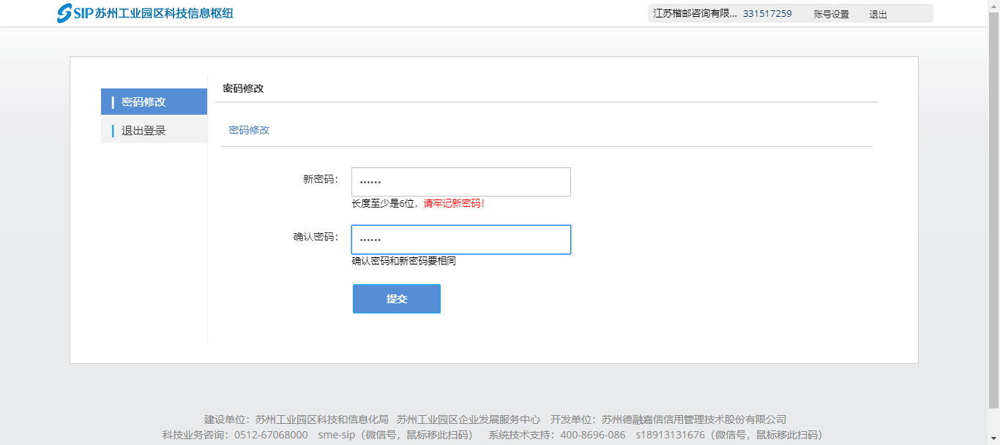 SIP苏州工业园区科技信息枢纽
江苏楷邮咨询有限... 331517259 账号设置 退出
密码修改
退出登录
密码修改
密码修改
新密码： ••••••
长度至少是6位，请牢记新密码！
确认密码： ••••••
确认密码和新密码要相同
提交
建设单位：苏州工业园区科技和信息化局 苏州工业园区企业发展服务中心 开发单位：苏州德融嘉信信用管理技术股份有限公司
科技业务咨询：0512-67068000 sme-sip（微信号，鼠标移此扫码） 系统技术支持：400-8696-086 s18913131676（微信号，鼠标移此扫码）